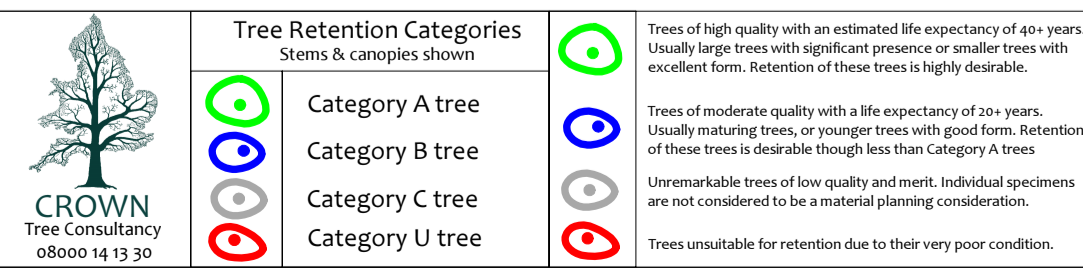 CROWN
Tree Consultancy
08000 14 13 30
Tree Retention Categories
Stems & canopies shown
Category A tree
Category B tree
Category C tree
Category U tree
Trees of high quality with an estimated life expectancy of 40+ years.
Usually large trees with significant presence or smaller trees with
excellent form. Retention of these trees is highly desirable.
Trees of moderate quality with a life expectancy of 20+ years.
Usually maturing trees, or younger trees with good form. Retention
of these trees is desirable though less than Category A trees
Unremarkable trees of low quality and merit. Individual specimens
are not considered to be a material planning consideration.
Trees unsuitable for retention due to their very poor condition.